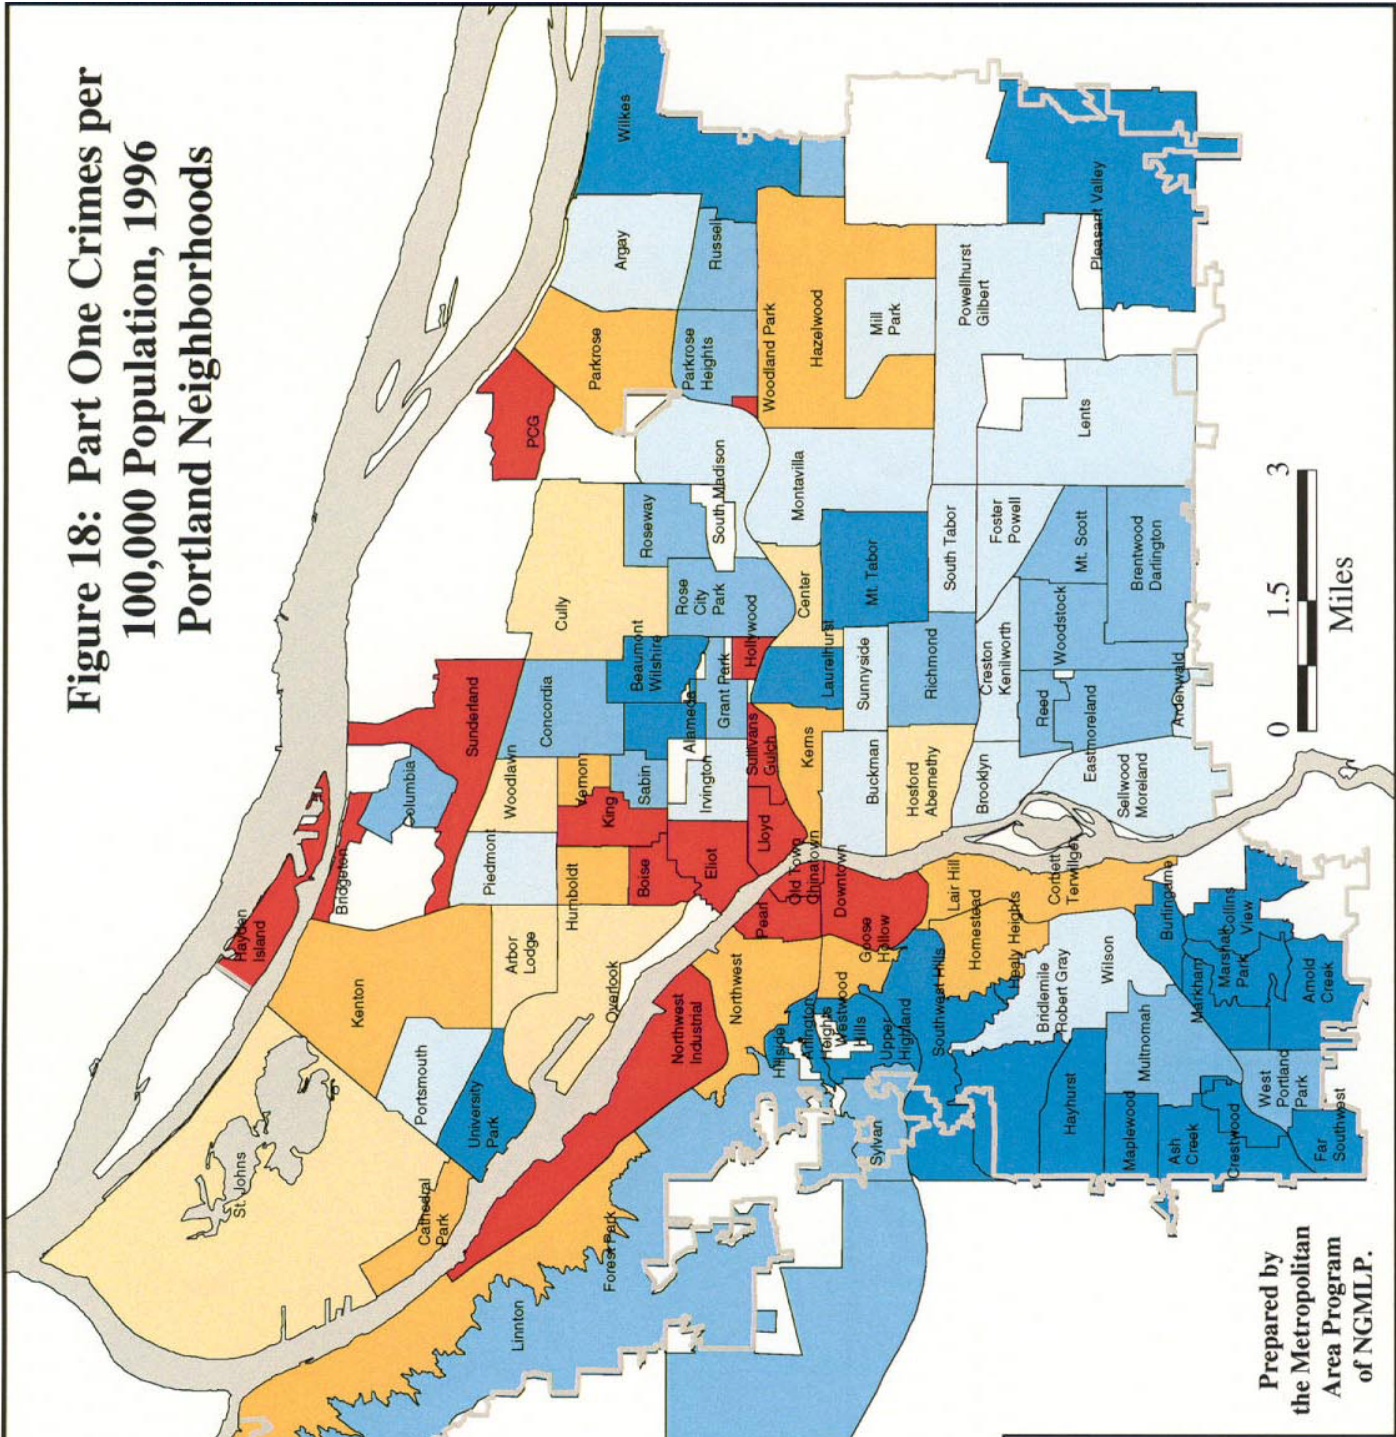 Figure 18: Part One Crimes per
100,000 Population, 1996
Portland Neighborhoods
Hayden
Island
Bridgeton
Columbia
Sunderland
PCG
St. Johns
Kenton
Portsmouth
University
Park
Cathedral
Park
Arbor
Lodge
Overlook
Piedmont
Woodlawn
Humboldt
Vernon
King
Boise
Sabin
Eliot
Irvington
Concordia
Cully
Beaumont
Wilshire
Alameda
Grant Park
Rose
City
Park
Hollywood
Roseway
South Madison
Parkrose
Parkrose
Heights
Argay
Russell
Wilkes
Woodland Park
Hazelwood
Mill
Park
Montavilla
Center
Mt. Tabor
Laurelhurst
Sullivans
Gulch
Lloyd
Kerns
Buckman
Sunnyside
Richmond
South Tabor
Foster
Powell
Powellhurst
Gilbert
Pleasant Valley
Lents
Mt. Scott
Brentwood
Darlington
Woodstock
Creston
Kenilworth
Reed
Eastmoreland
Ardenwald
Hosford
Abernethy
Brooklyn
Sellwood
Moreland
Linnton
Forest Park
Northwest
Industrial
Northwest
Pearl
Old Town
Chinatown
Downtown
Goose
Hollow
Hillside
Arlington
Heights
Westwood
Hills
Upper
Highland
Sylvan
Southwest Hills
Homestead
Lair Hill
Corbett
Terwilliger
Healy Heights
Bridlemile
Robert Gray
Wilson
Hayhurst
Multnomah
Maplewood
Ash
Creek
Crestwood
Far
Southwest
West
Portland
Park
Markham
Marshall
Park
Collins
View
Arnold
Creek
Burlingame
0 1.5 3
Miles
Prepared by
the Metropolitan
Area Program
of NGMLP.